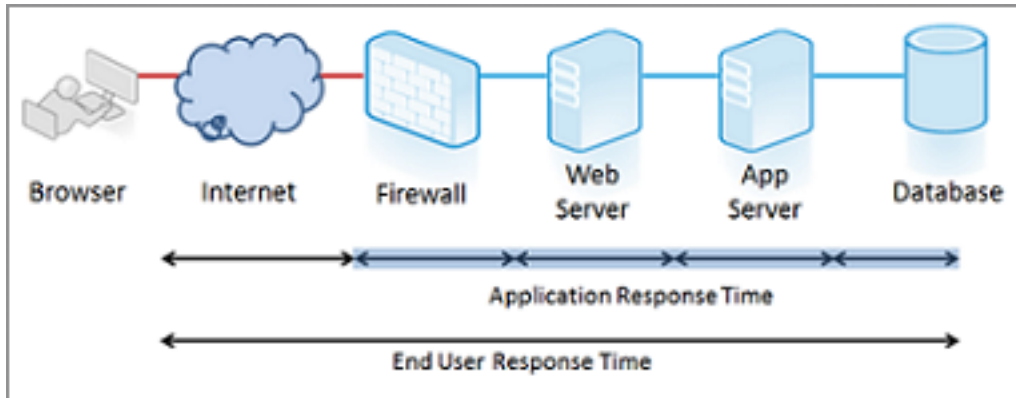 Browser
Internet
Firewall
Web
Server
App
Server
Database
Application Response Time
End User Response Time